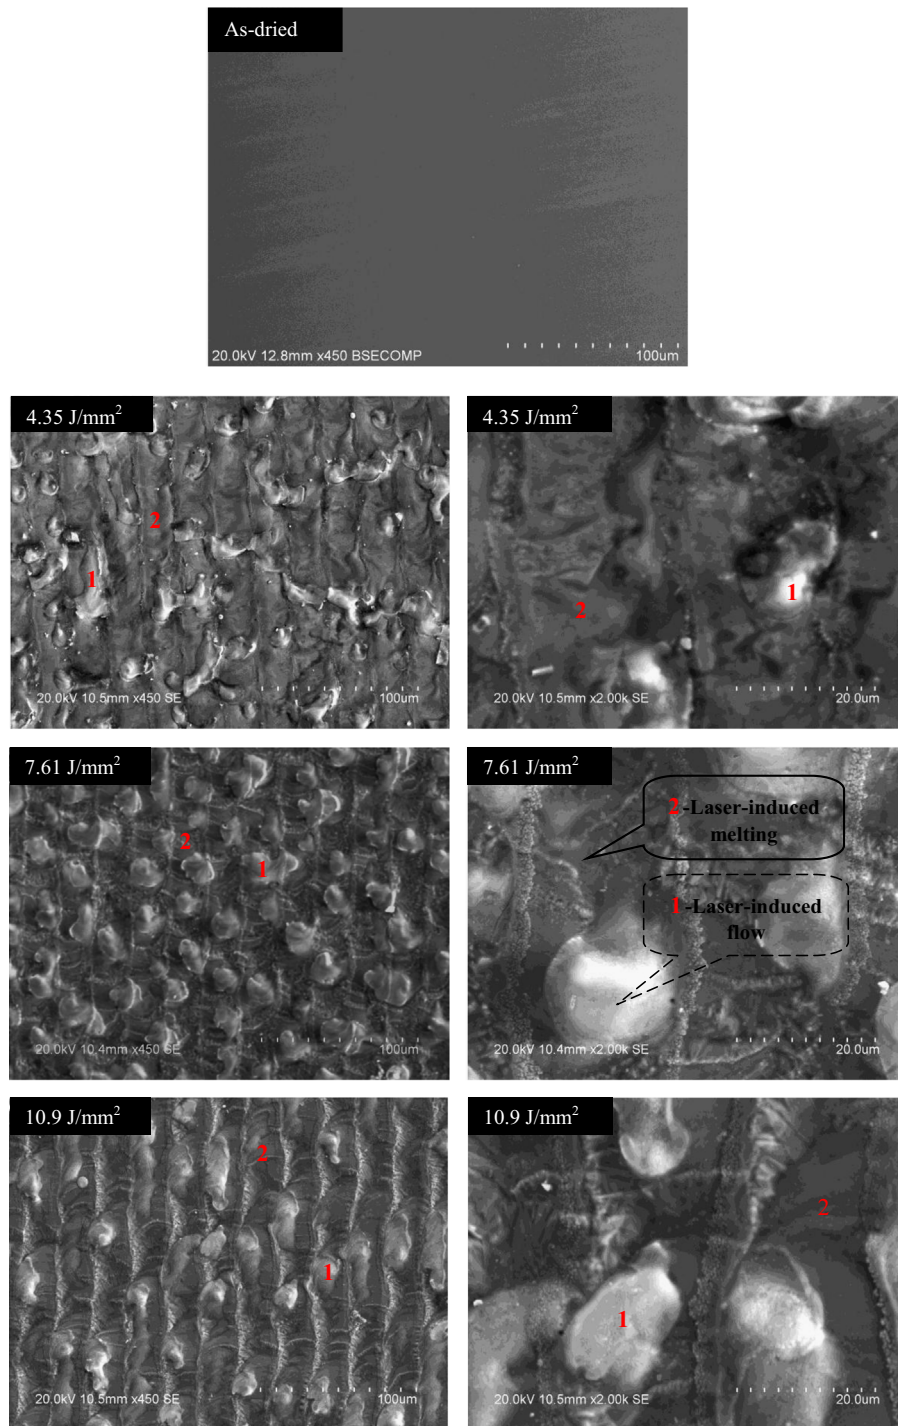 As-dried
20.0kV 12.8mm x450 BSECOMP 100um
4.35 J/mm²
2
1
20.0kV 10.5mm x450 SE 100um
4.35 J/mm²
1
2
20.0kV 10.5mm x2.00k SE 20.0um
7.61 J/mm²
2
1
20.0kV 10.4mm x450 SE 100um
7.61 J/mm²
2-Laser-induced
melting
1-Laser-induced
flow
20.0kV 10.4mm x2.00k SE 20.0um
10.9 J/mm²
2
1
20.0kV 10.5mm x450 SE 100um
10.9 J/mm²
2
1
20.0kV 10.5mm x2.00k SE 20.0um